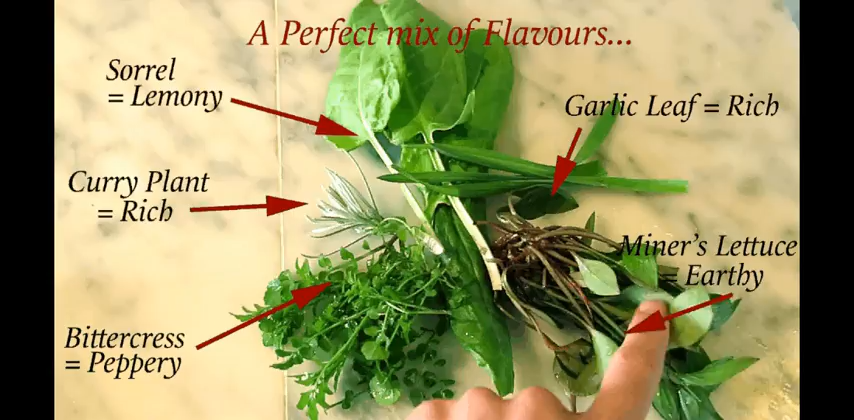 A Perfect mix of Flavours...
Sorrel
= Lemony
Garlic Leaf = Rich
Curry Plant
= Rich
Miner's Lettuce
= Earthy
Bittercress
= Peppery